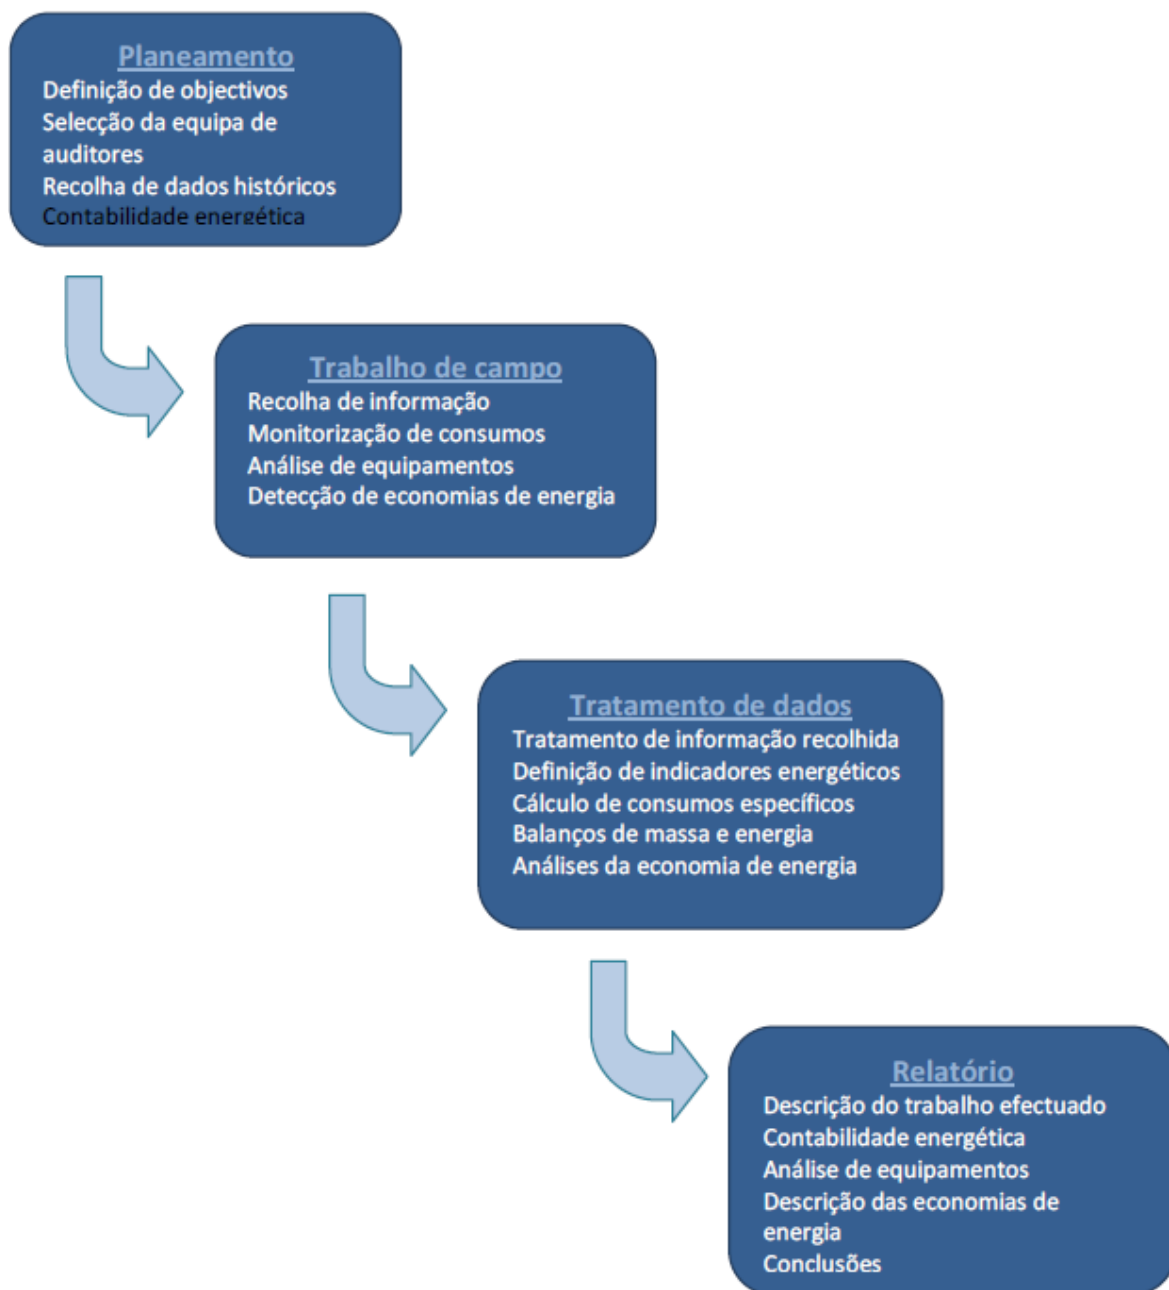 Planeamento
Definição de objectivos
Selecção da equipa de
auditores
Recolha de dados históricos
Contabilidade energética
Trabalho de campo
Recolha de informação
Monitorização de consumos
Análise de equipamentos
Detecção de economias de energia
Tratamento de dados
Tratamento de informação recolhida
Definição de indicadores energéticos
Cálculo de consumos específicos
Balanços de massa e energia
Análises da economia de energia
Relatório
Descrição do trabalho efectuado
Contabilidade energética
Análise de equipamentos
Descrição das economias de
energia
Conclusões